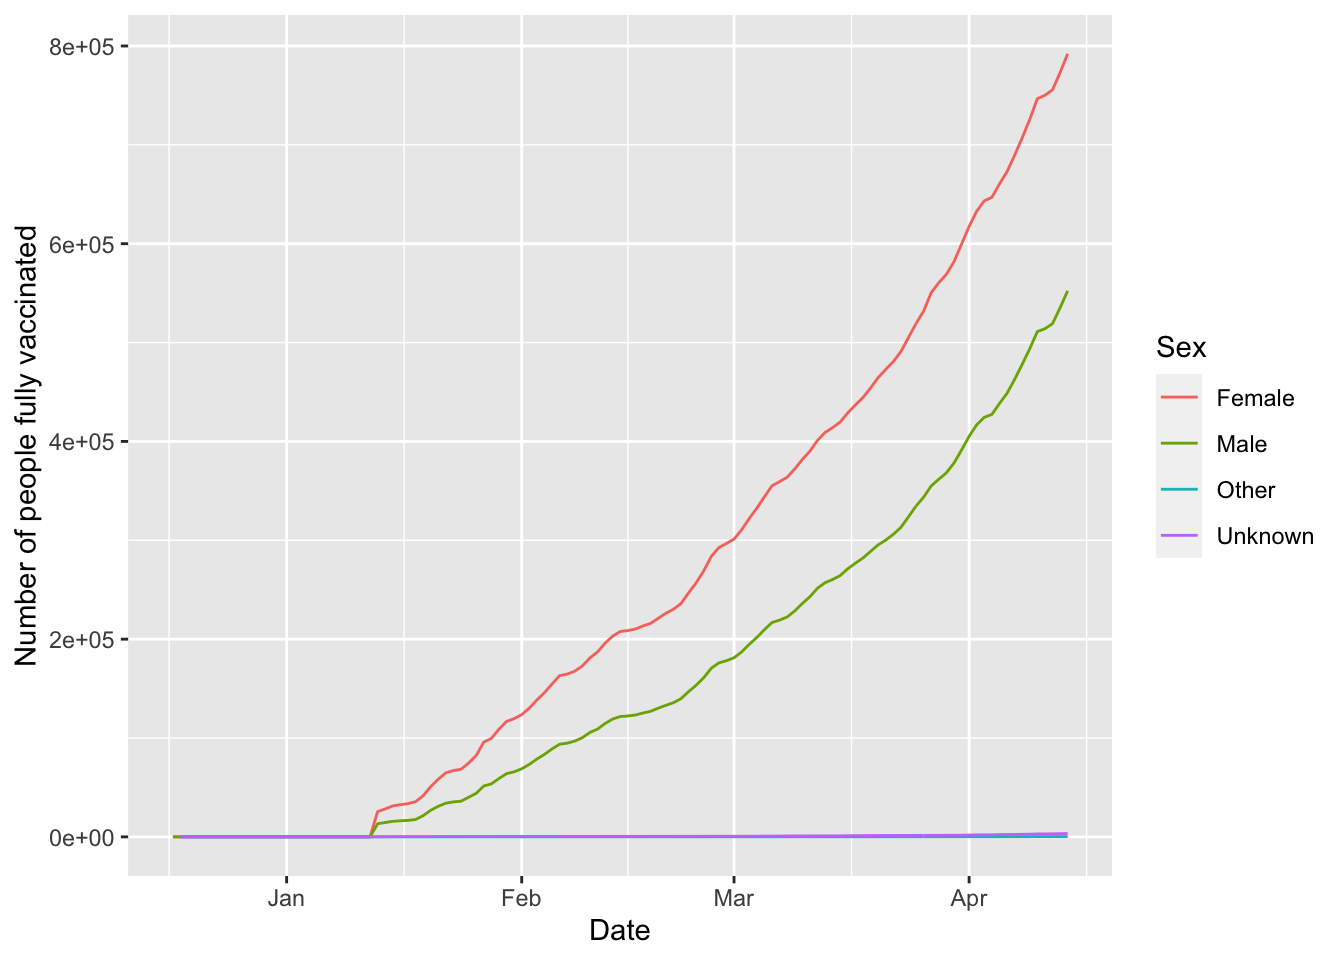 Number of people fully vaccinated
8e+05
6e+05
4e+05
2e+05
0e+00
Jan Feb Mar Apr
Date
Sex
Female
Male
Other
Unknown